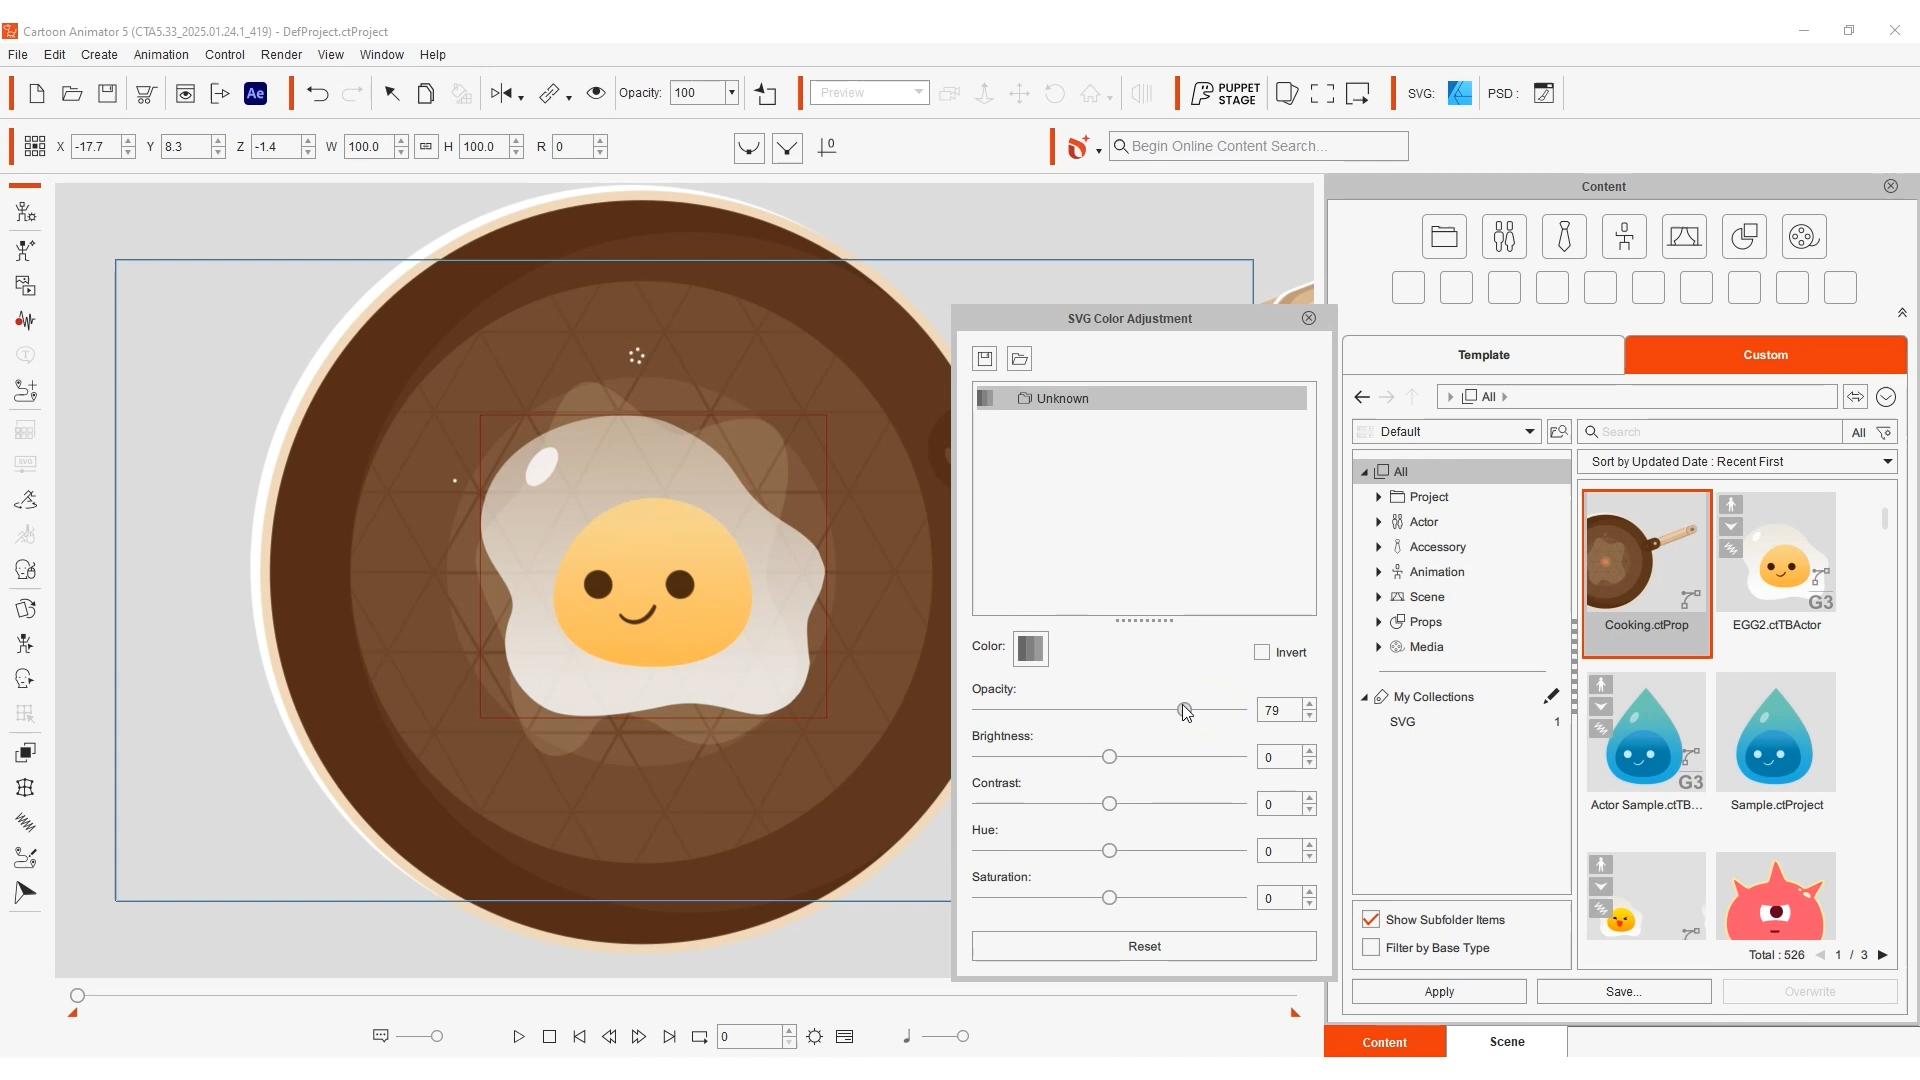 Cartoon Animator 5 (CTA5.33_2025.01.24.1_419) - DefProject.ctProject
File Edit Create Animation Control Render View Window Help
Ae Opacity: 100 Preview PUPPET STAGE SVG: PSD :
X -17.7 Y 8.3 Z -1.4 W 100.0 H 100.0 R 0 0 Begin Online Content Search...
Content
SVG Color Adjustment
Unknown
Color: Invert
Opacity:
79
Brightness:
0
Contrast:
0
Hue:
0
Saturation:
0
Reset
Template Custom
All
Default Search All
Sort by Updated Date : Recent First
All
Project
Actor
Accessory
Animation
Scene
Props
Media
My Collections
SVG 1
Cooking.ctProp
G3
EGG2.ctTBActor
G3
Actor Sample.ctTB...
Sample.ctProject
Show Subfolder Items
Filter by Base Type
Total : 526 1 / 3
Apply Save... Overwrite
Content Scene
T
SVG
0